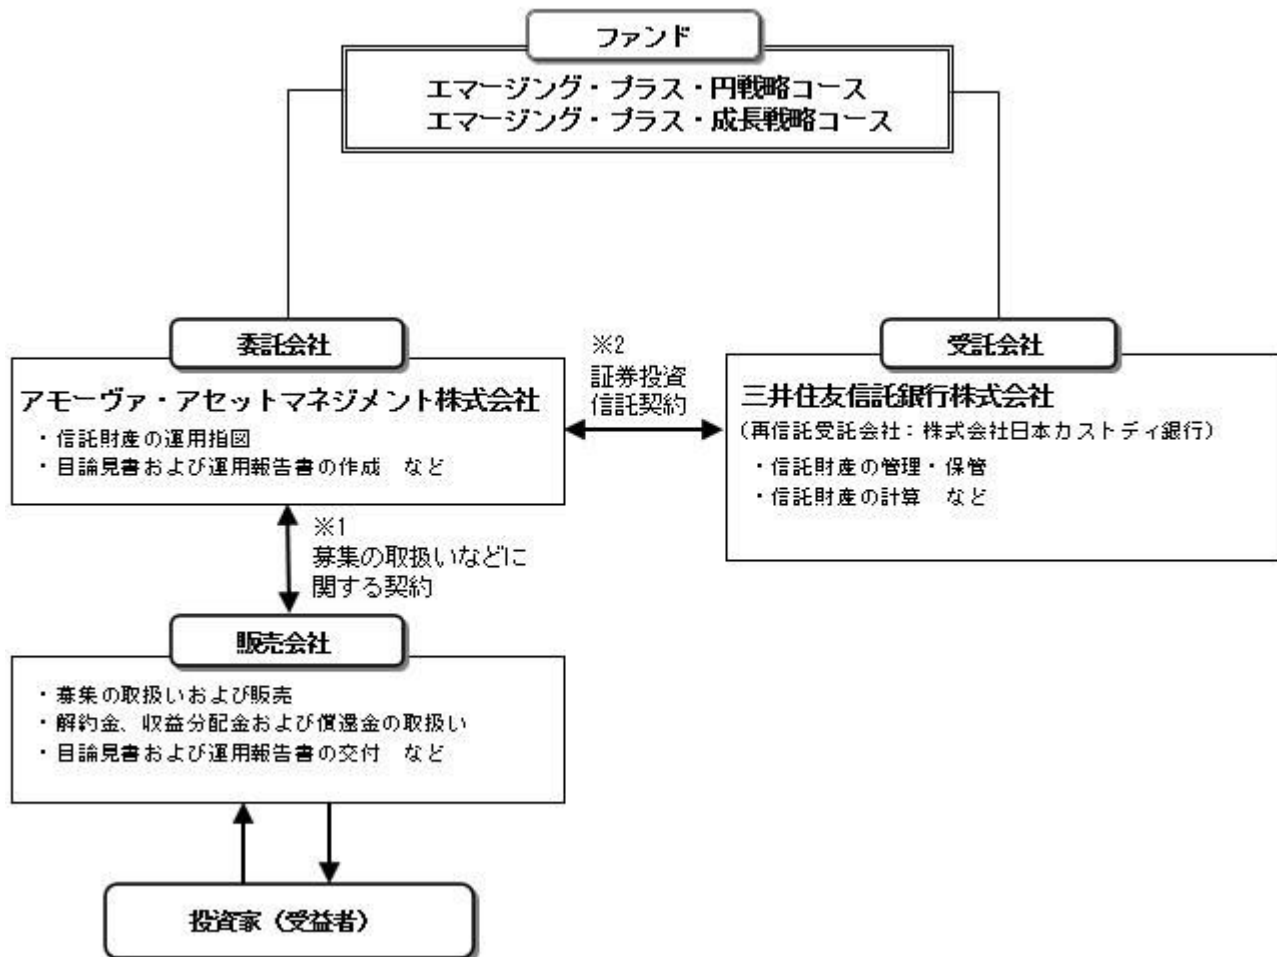 ファンド
エマージング・プラス・円戦略コース
エマージング・プラス・成長戦略コース
委託会社
アモーヴァ・アセットマネジメント株式会社
・信託財産の運用指図
・目論見書および運用報告書の作成　など
※2
証券投資
信託契約
受託会社
三井住友信託銀行株式会社
(再信託受託会社：株式会社日本カストディ銀行)
・信託財産の管理・保管
・信託財産の計算　など
※1
募集の取扱いなどに
関する契約
販売会社
・募集の取扱いおよび販売
・解約金、収益分配金および償還金の取扱い
・目論見書および運用報告書の交付　など
投資家（受益者）